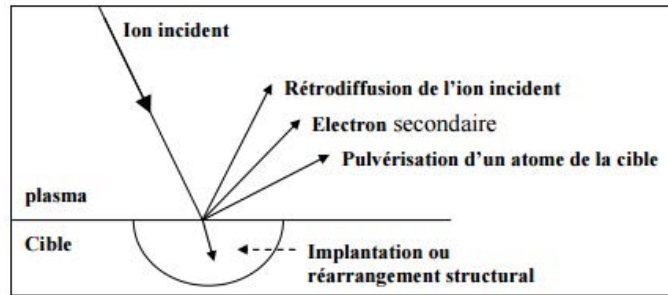 Ion incident
Rétrodiffusion de l'ion incident
Electron secondaire
Pulvérisation d'un atome de la cible
plasma
Cible
Implantation ou
réarrangement structural